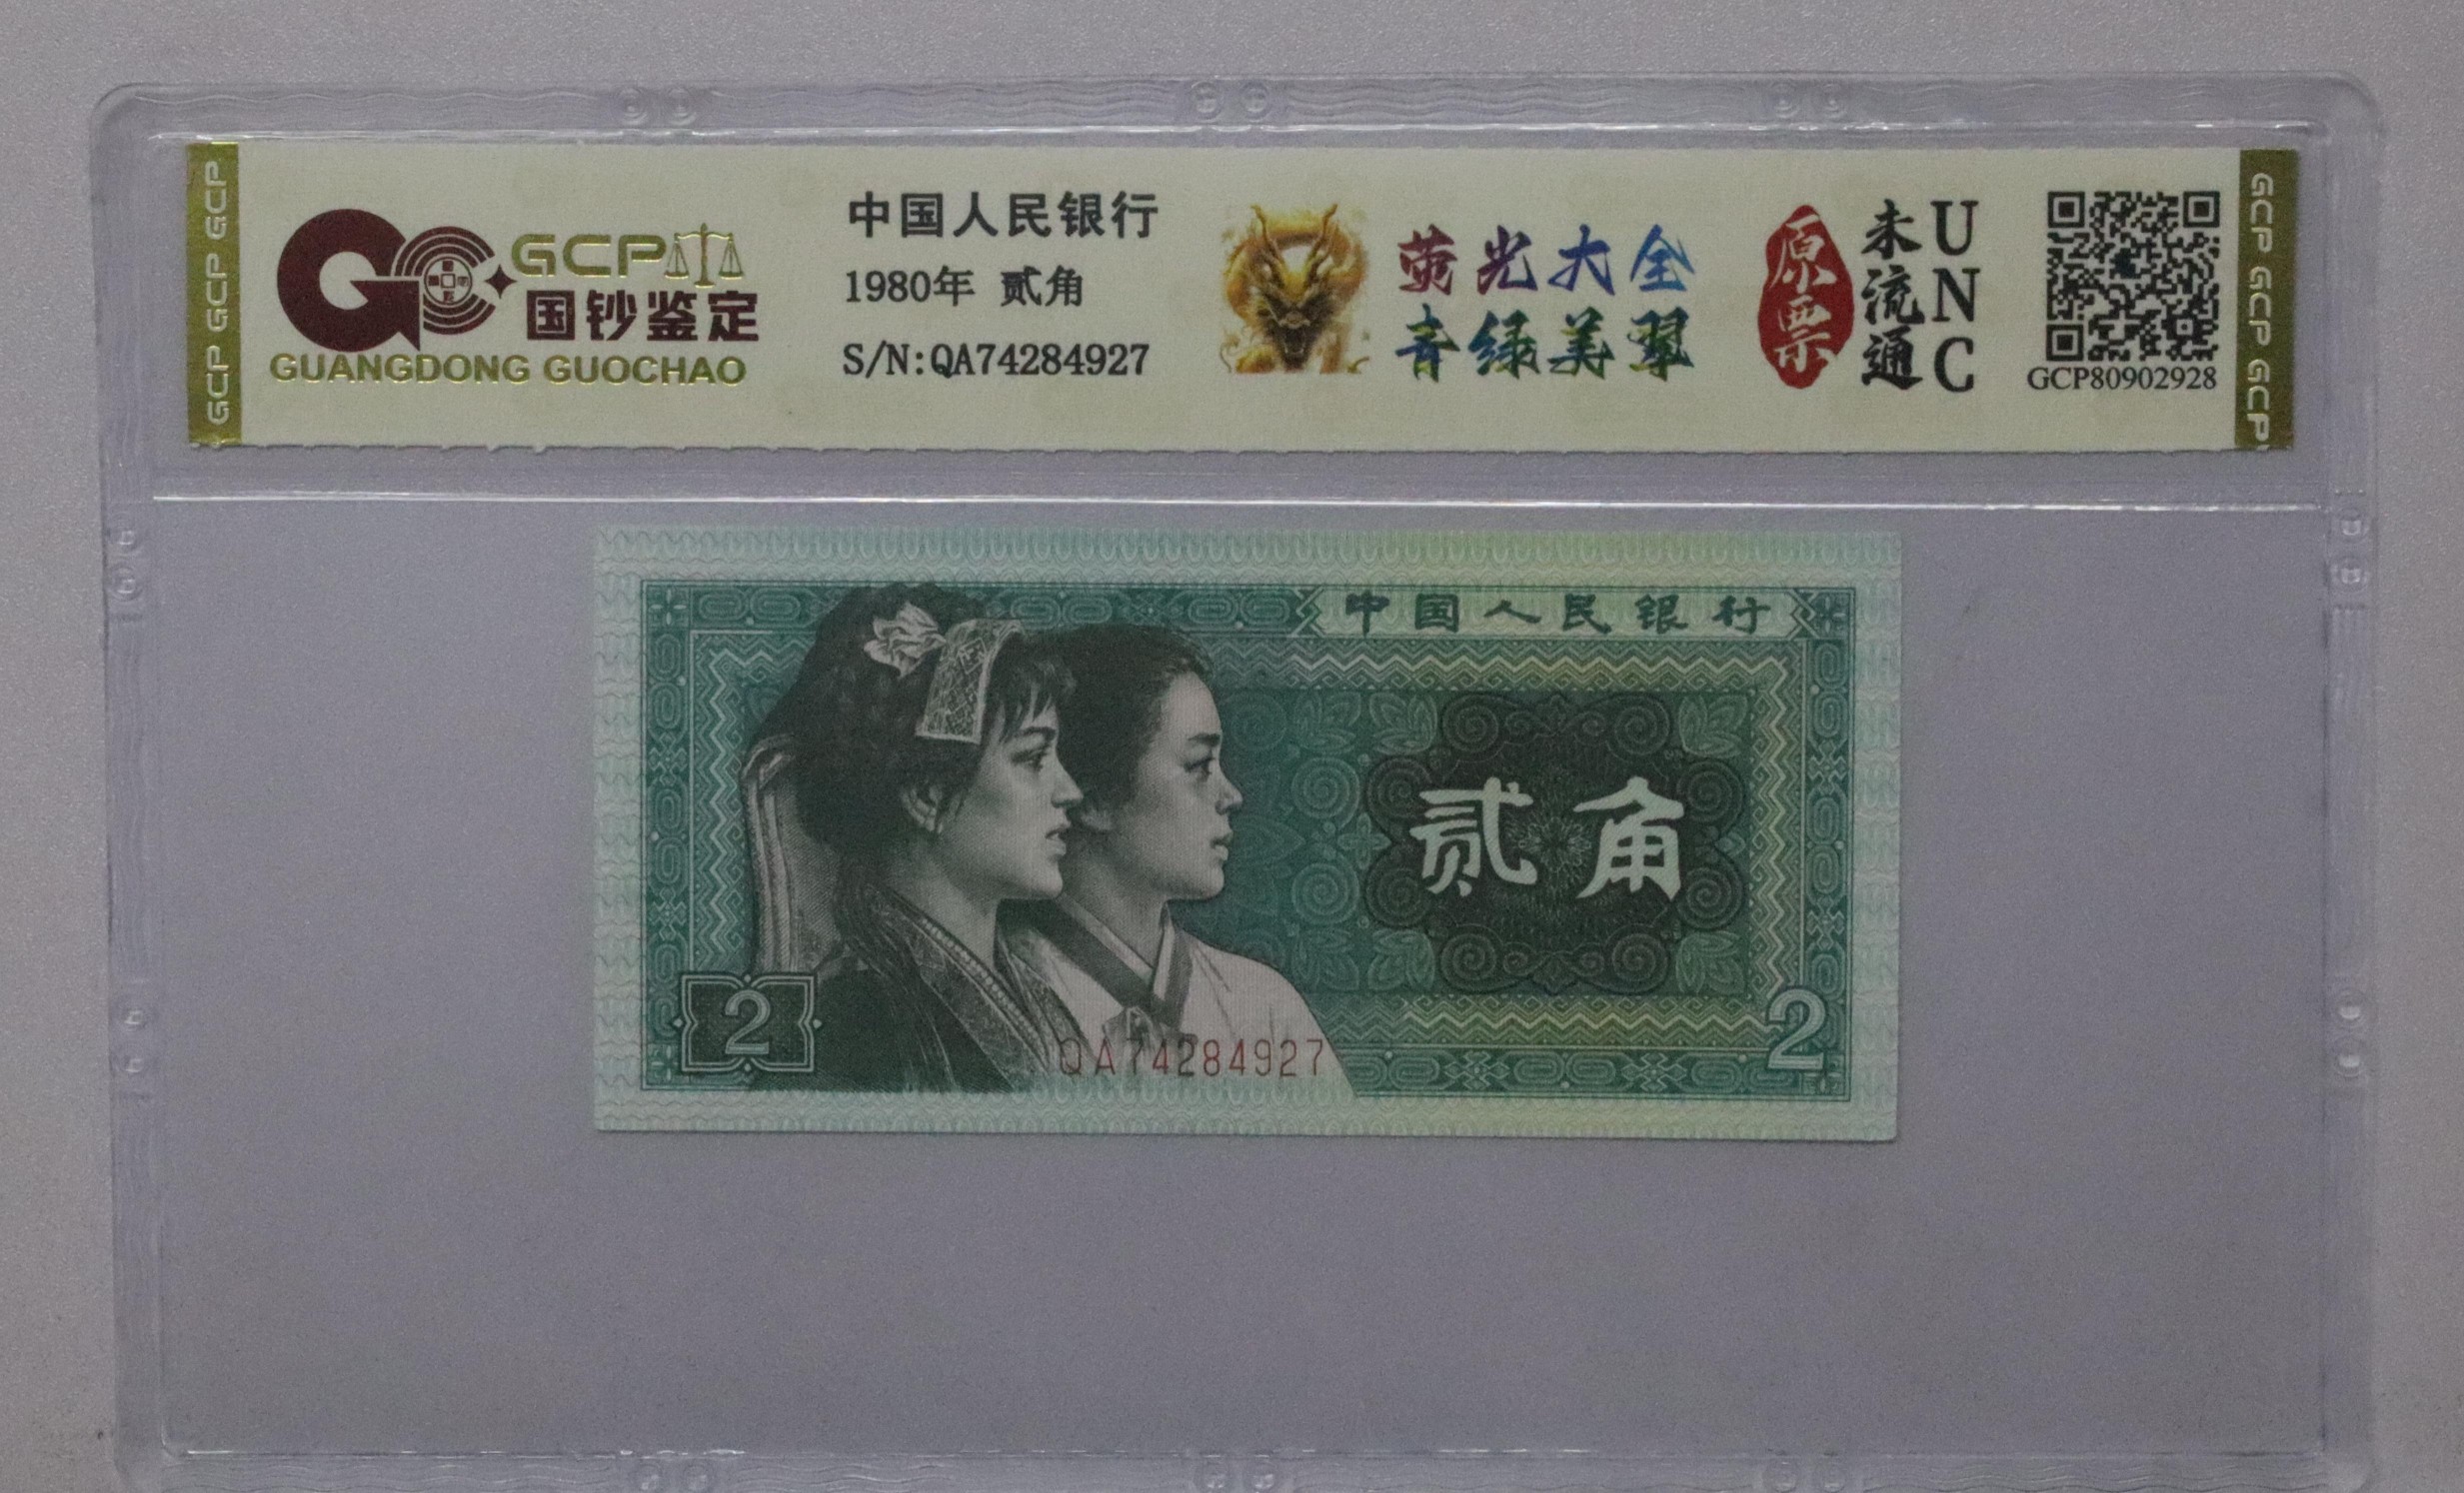 GCP GCP GCP
GCP
国钞鉴定
GUANGDONG GUOCHAO
中国人民银行
1980年 贰角
S/N:QA74284927
荧光大全
青绿美翠
原票
未流通
UNC
GCP80902928
GCP GCP GCP
中国人民银行
贰角
2
QA74284927
2